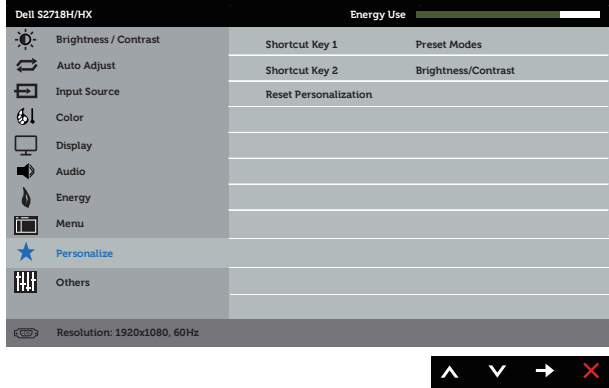 Dell S2718H/HX Energy Use
Brightness / Contrast
Shortcut Key 1 Preset Modes
Auto Adjust
Shortcut Key 2 Brightness/Contrast
Input Source
Reset Personalization
Color
Display
Audio
Energy
Menu
Personalize
Others
Resolution: 1920x1080, 60Hz